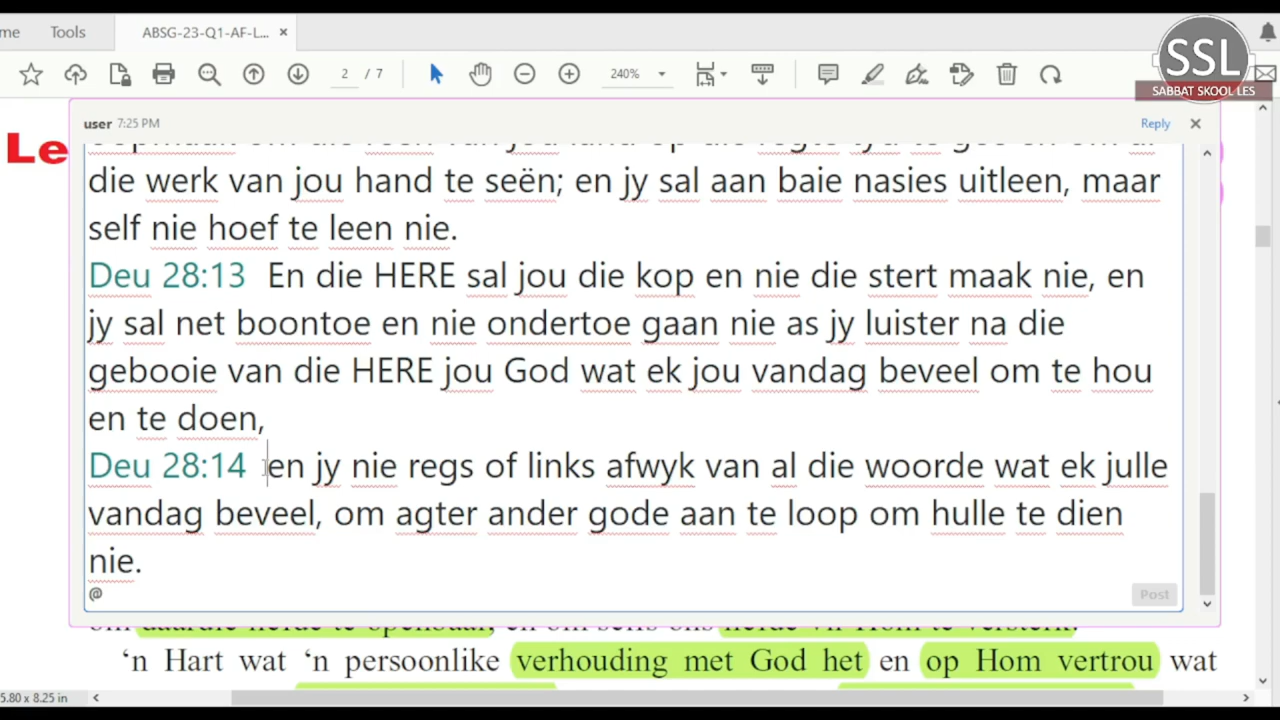 me Tools ABSG-23-Q1-AF-L... ×
2 / 7 240%
SSL
SABBAT SKOOL LES
Le
user 7:25 PM Reply
die werk van jou hand te seën; en jy sal aan baie nasies uitleen, maar
self nie hoef te leen nie.
Deu 28:13 En die HERE sal jou die kop en nie die stert maak nie, en
jy sal net boontoe en nie ondertoe gaan nie as jy luister na die
gebooie van die HERE jou God wat ek jou vandag beveel om te hou
en te doen,
Deu 28:14 en jy nie regs of links afwyk van al die woorde wat ek julle
vandag beveel, om agter ander gode aan te loop om hulle te dien
nie.
@ Post
‘n Hart wat ‘n persoonlike verhouding met God het en op Hom vertrou wat
5.80 x 8.25 in